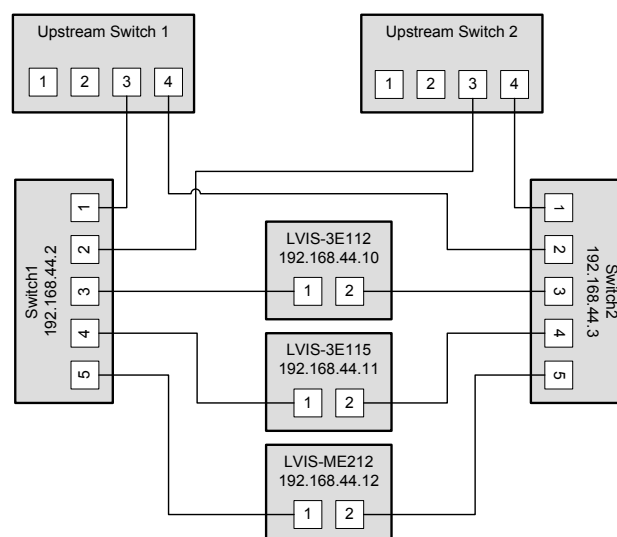 Upstream Switch 1
1 2 3 4
Upstream Switch 2
1 2 3 4
Switch1
192.168.44.2
1
2
3
4
5
LVIS-3E112
192.168.44.10
1 2
LVIS-3E115
192.168.44.11
1 2
LVIS-ME212
192.168.44.12
1 2
1
2
3
4
5
Switch2
192.168.44.3